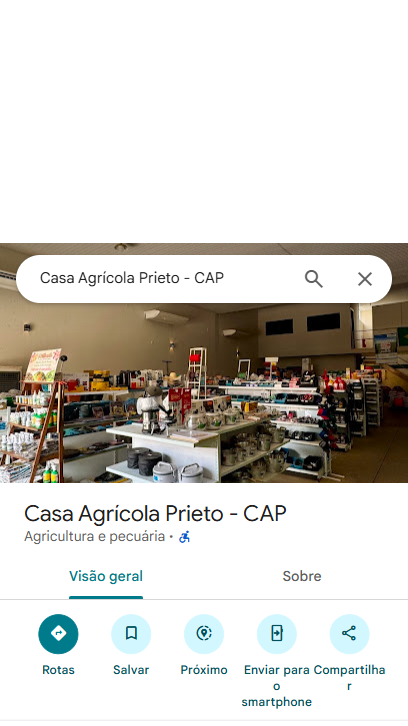 Casa Agrícola Prieto - CAP
Casa Agrícola Prieto - CAP
Agricultura e pecuária ·
Visão geral
Sobre
Rotas
Salvar
Próximo
Enviar para
o
smartphone
Compartilha
r